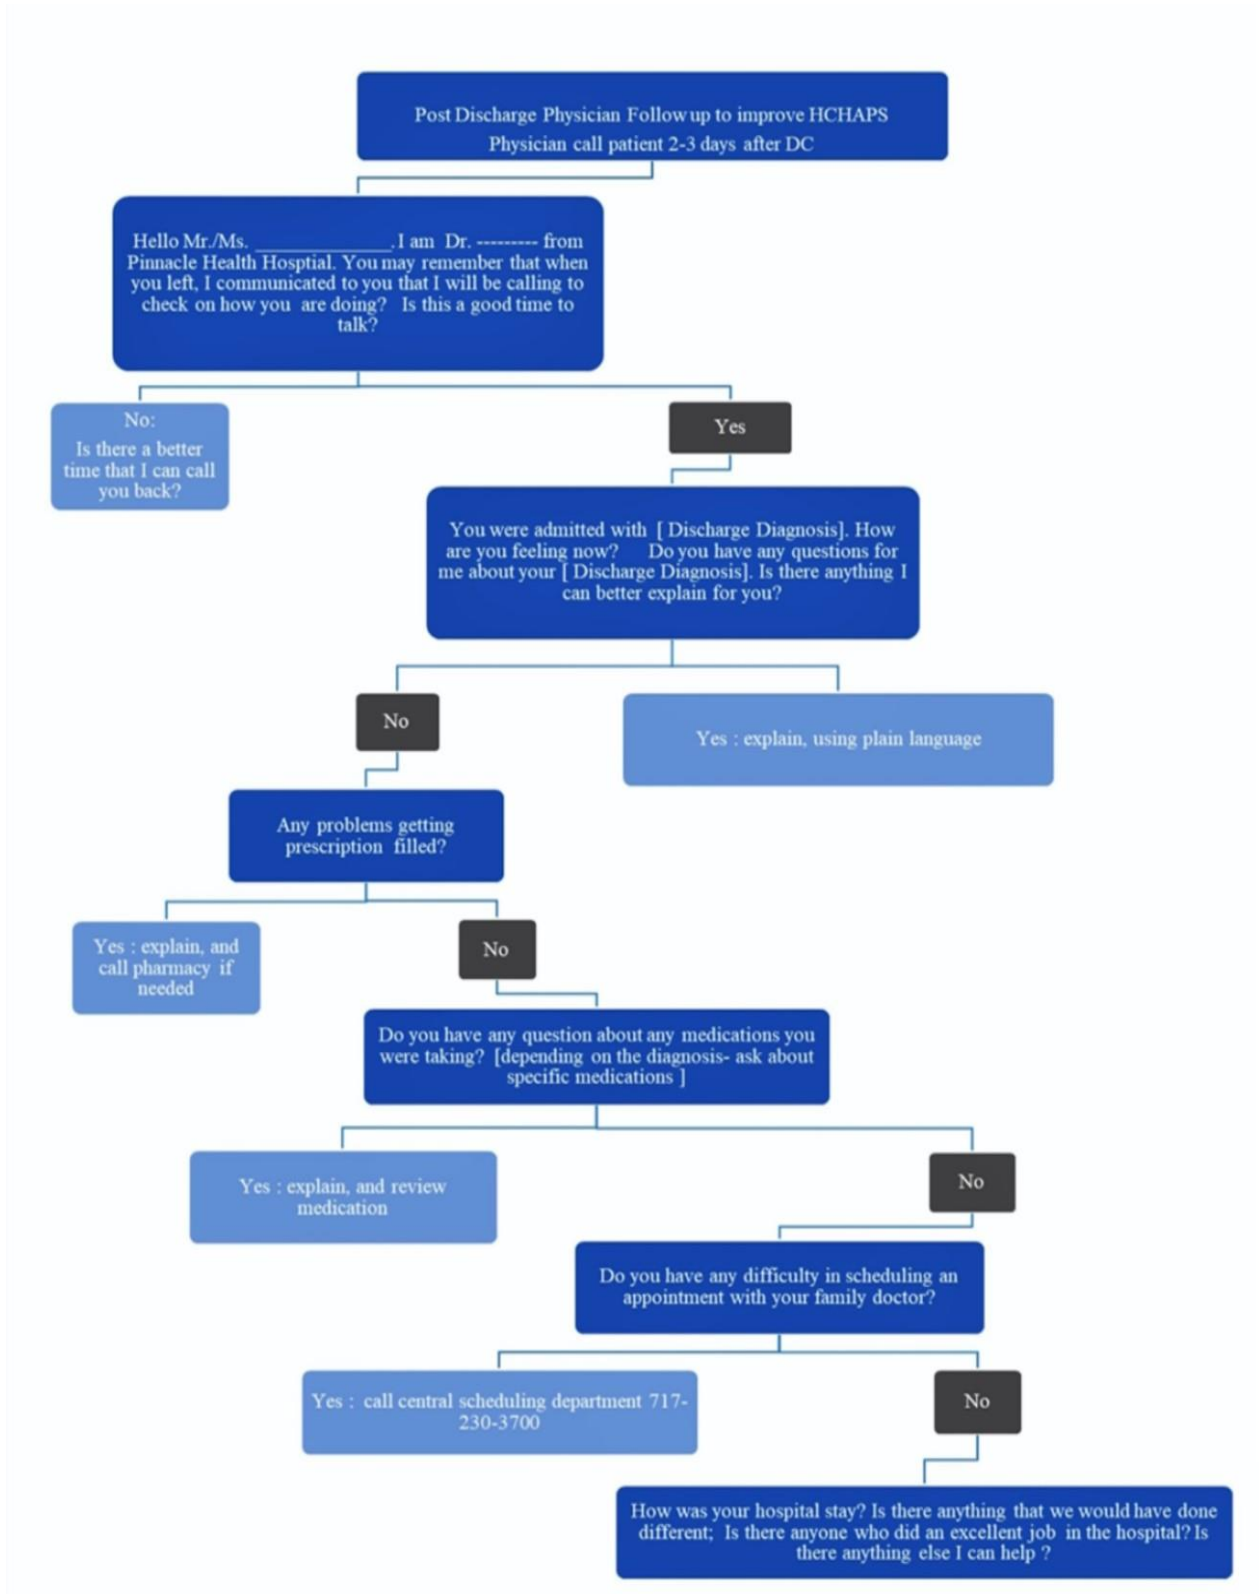 Post Discharge Physician Follow up to improve HCHAPS
Physician call patient 2-3 days after DC
Hello Mr./Ms. ______________. I am Dr. --------- from
Pinnacle Health Hosptial. You may remember that when
you left, I communicated to you that I will be calling to
check on how you are doing? Is this a good time to
talk?
No:
Is there a better
time that I can call
you back?
Yes
You were admitted with [ Discharge Diagnosis]. How
are you feeling now? Do you have any questions for
me about your [ Discharge Diagnosis]. Is there anything I
can better explain for you?
No
Yes : explain, using plain language
Any problems getting
prescription filled?
Yes : explain, and
call pharmacy if
needed
No
Do you have any question about any medications you
were taking? [depending on the diagnosis- ask about
specific medications ]
Yes : explain, and review
medication
No
Do you have any difficulty in scheduling an
appointment with your family doctor?
Yes : call central scheduling department 717-
230-3700
No
How was your hospital stay? Is there anything that we would have done
different; Is there anyone who did an excellent job in the hospital? Is
there anything else I can help ?